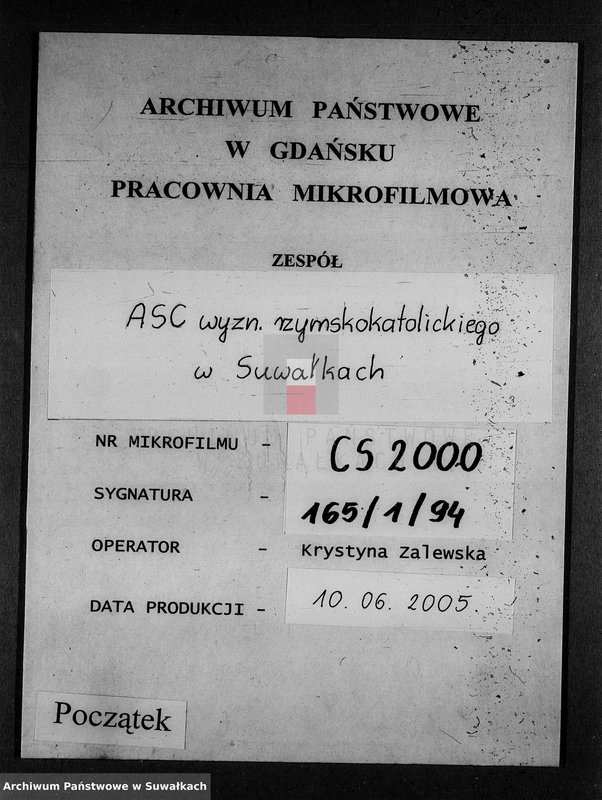 ARCHIWUM PAŃSTWOWE
W GDAŃSKU
PRACOWNIA MIKROFILMOWA
ZESPÓŁ
ASC wyzn. rzymskokatolickiego
w Suwałkach
NR MIKROFILMU – CS 2000
SYGNATURA – 165/1/94
OPERATOR – Krystyna Zalewska
DATA PRODUKCJI – 10. 06. 2005.
Początek
Archiwum Państwowe w Suwałkach